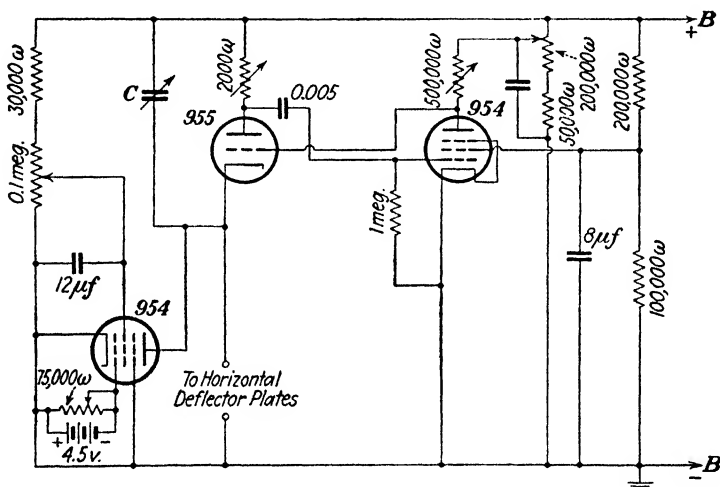 B
+
30,000ω
C
2000ω
0.005
500,000ω
954
955
50,000ω
200,000ω
200,000ω
0.1 meg.
1 meg.
8μf
12μf
954
100,000ω
75,000ω
To Horizontal
Deflector Plates
+ -
4.5 v.
B
-